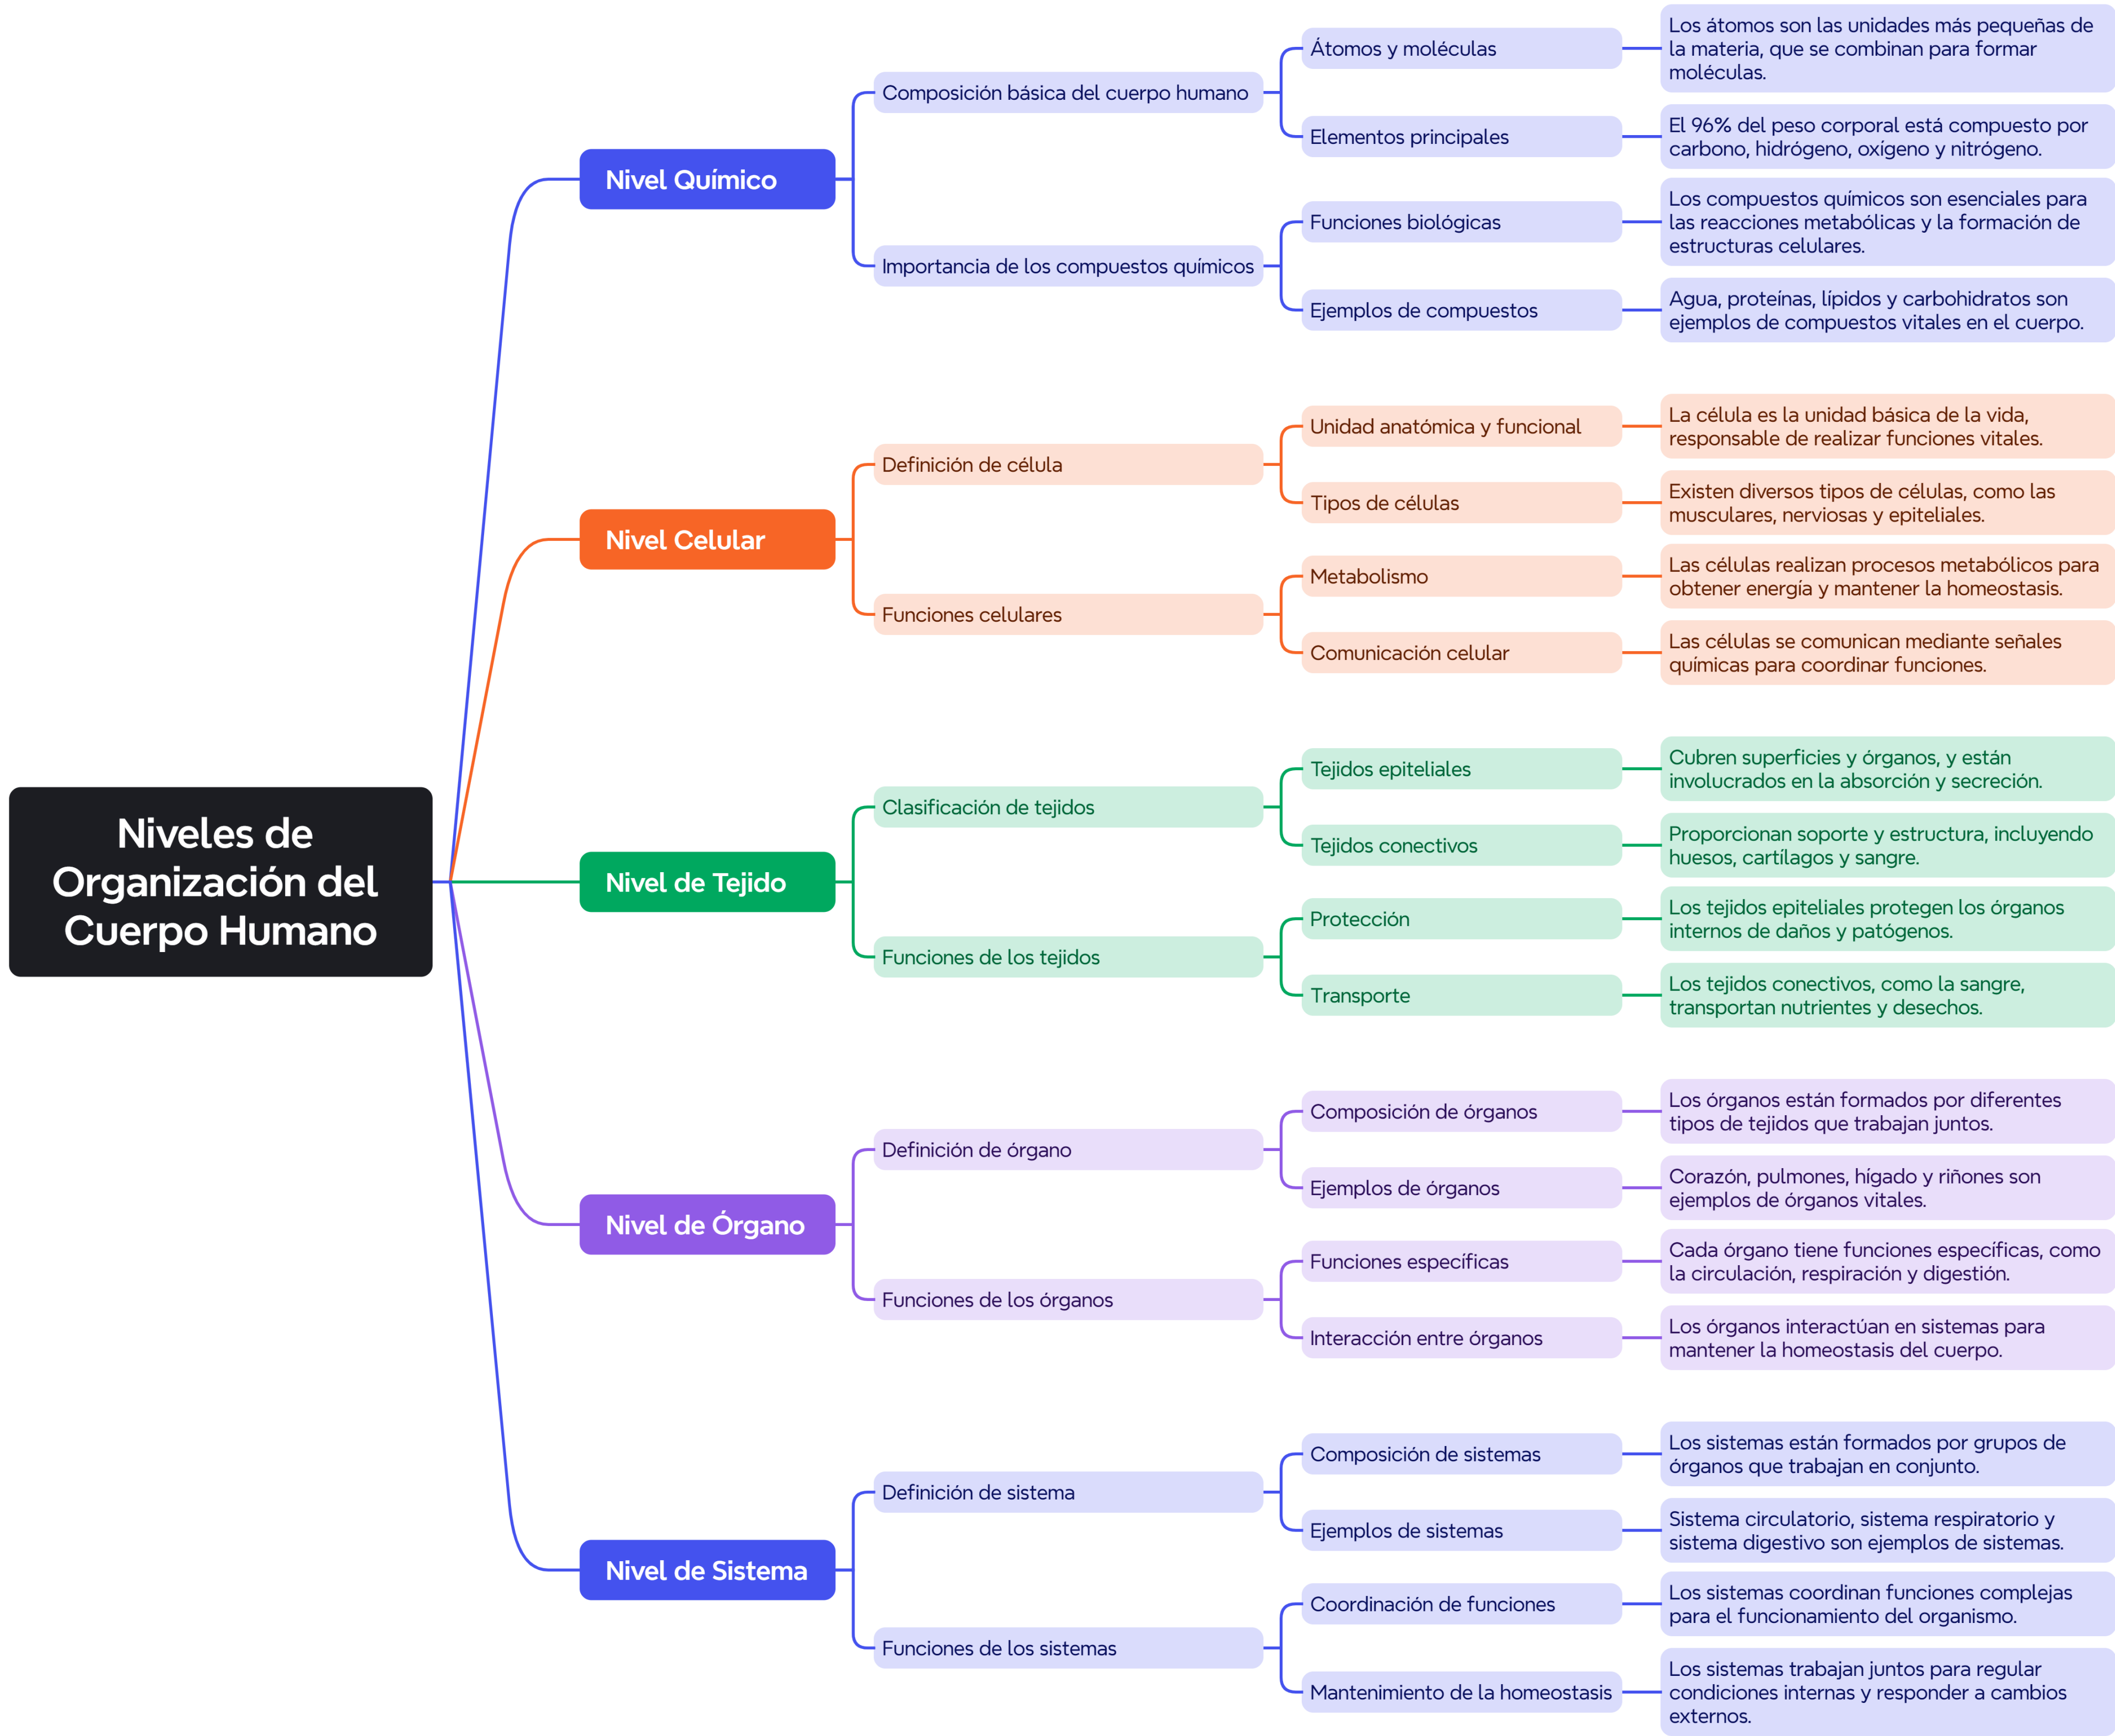 Niveles de
Organización del
Cuerpo Humano
Nivel Químico
Composición básica del cuerpo humano
Átomos y moléculas
Los átomos son las unidades más pequeñas de
la materia, que se combinan para formar
moléculas.
Elementos principales
El 96% del peso corporal está compuesto por
carbono, hidrógeno, oxígeno y nitrógeno.
Importancia de los compuestos químicos
Funciones biológicas
Los compuestos químicos son esenciales para
las reacciones metabólicas y la formación de
estructuras celulares.
Ejemplos de compuestos
Agua, proteínas, lípidos y carbohidratos son
ejemplos de compuestos vitales en el cuerpo.
Nivel Celular
Definición de célula
Unidad anatómica y funcional
La célula es la unidad básica de la vida,
responsable de realizar funciones vitales.
Tipos de células
Existen diversos tipos de células, como las
musculares, nerviosas y epiteliales.
Funciones celulares
Metabolismo
Las células realizan procesos metabólicos para
obtener energía y mantener la homeostasis.
Comunicación celular
Las células se comunican mediante señales
químicas para coordinar funciones.
Nivel de Tejido
Clasificación de tejidos
Tejidos epiteliales
Cubren superficies y órganos, y están
involucrados en la absorción y secreción.
Tejidos conectivos
Proporcionan soporte y estructura, incluyendo
huesos, cartílagos y sangre.
Funciones de los tejidos
Protección
Los tejidos epiteliales protegen los órganos
internos de daños y patógenos.
Transporte
Los tejidos conectivos, como la sangre,
transportan nutrientes y desechos.
Nivel de Órgano
Definición de órgano
Composición de órganos
Los órganos están formados por diferentes
tipos de tejidos que trabajan juntos.
Ejemplos de órganos
Corazón, pulmones, hígado y riñones son
ejemplos de órganos vitales.
Funciones de los órganos
Funciones específicas
Cada órgano tiene funciones específicas, como
la circulación, respiración y digestión.
Interacción entre órganos
Los órganos interactúan en sistemas para
mantener la homeostasis del cuerpo.
Nivel de Sistema
Definición de sistema
Composición de sistemas
Los sistemas están formados por grupos de
órganos que trabajan en conjunto.
Ejemplos de sistemas
Sistema circulatorio, sistema respiratorio y
sistema digestivo son ejemplos de sistemas.
Funciones de los sistemas
Coordinación de funciones
Los sistemas coordinan funciones complejas
para el funcionamiento del organismo.
Mantenimiento de la homeostasis
Los sistemas trabajan juntos para regular
condiciones internas y responder a cambios
externos.